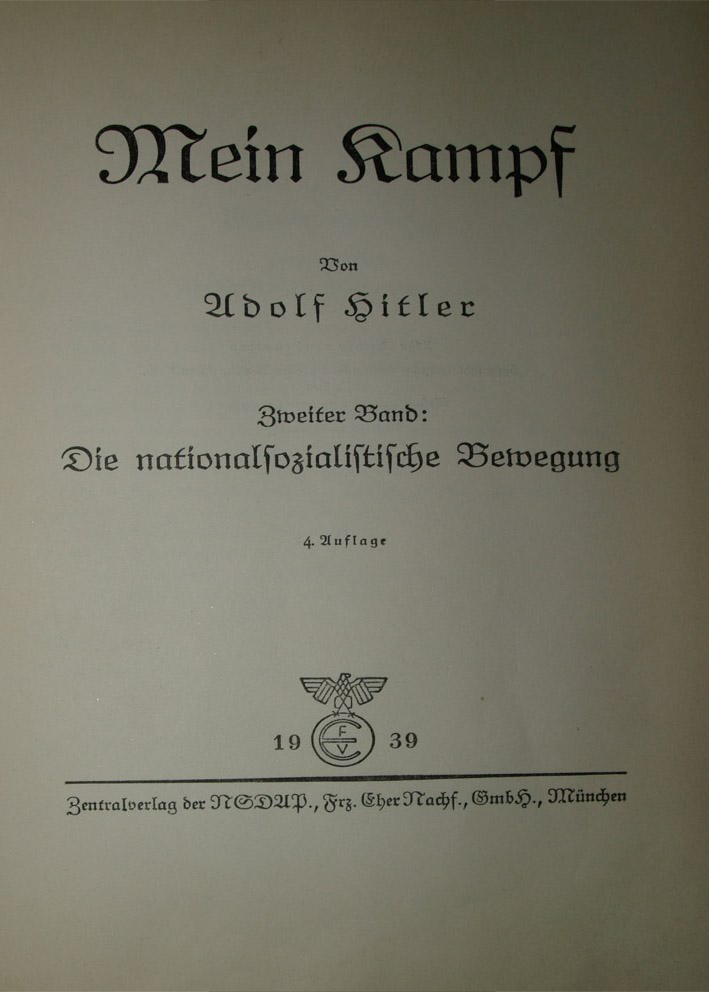 Mein Kampf
Von
Adolf Hitler
Zweiter Band:
Die nationalsozialistische Bewegung
4. Auflage
19 F E V 39
Zentralverlag der NSDAP., Frz. Eher Nachf., GmbH., München